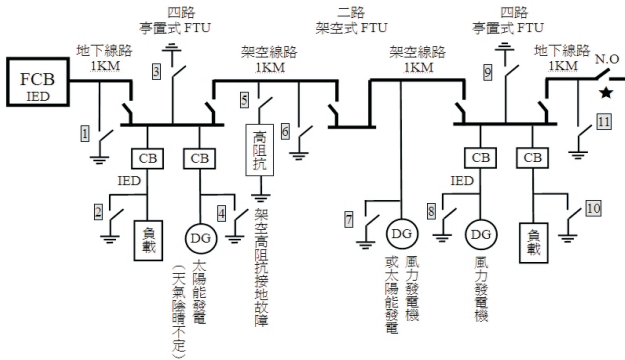 四路
亭置式 FTU
二路
架空式 FTU
四路
亭置式 FTU
地下線路
1KM
架空線路
1KM
架空線路
1KM
地下線路
1KM
N.O
★
FCB
IED
3
9
1
5
高阻抗
6
11
CB
CB
CB
CB
IED
IED
2
4
7
8
10
負載
DG
DG
DG
負載
太陽能發電
（天氣陰晴不定）
架空高阻抗接地故障
風力發電機
或太陽能發電
風力發電機